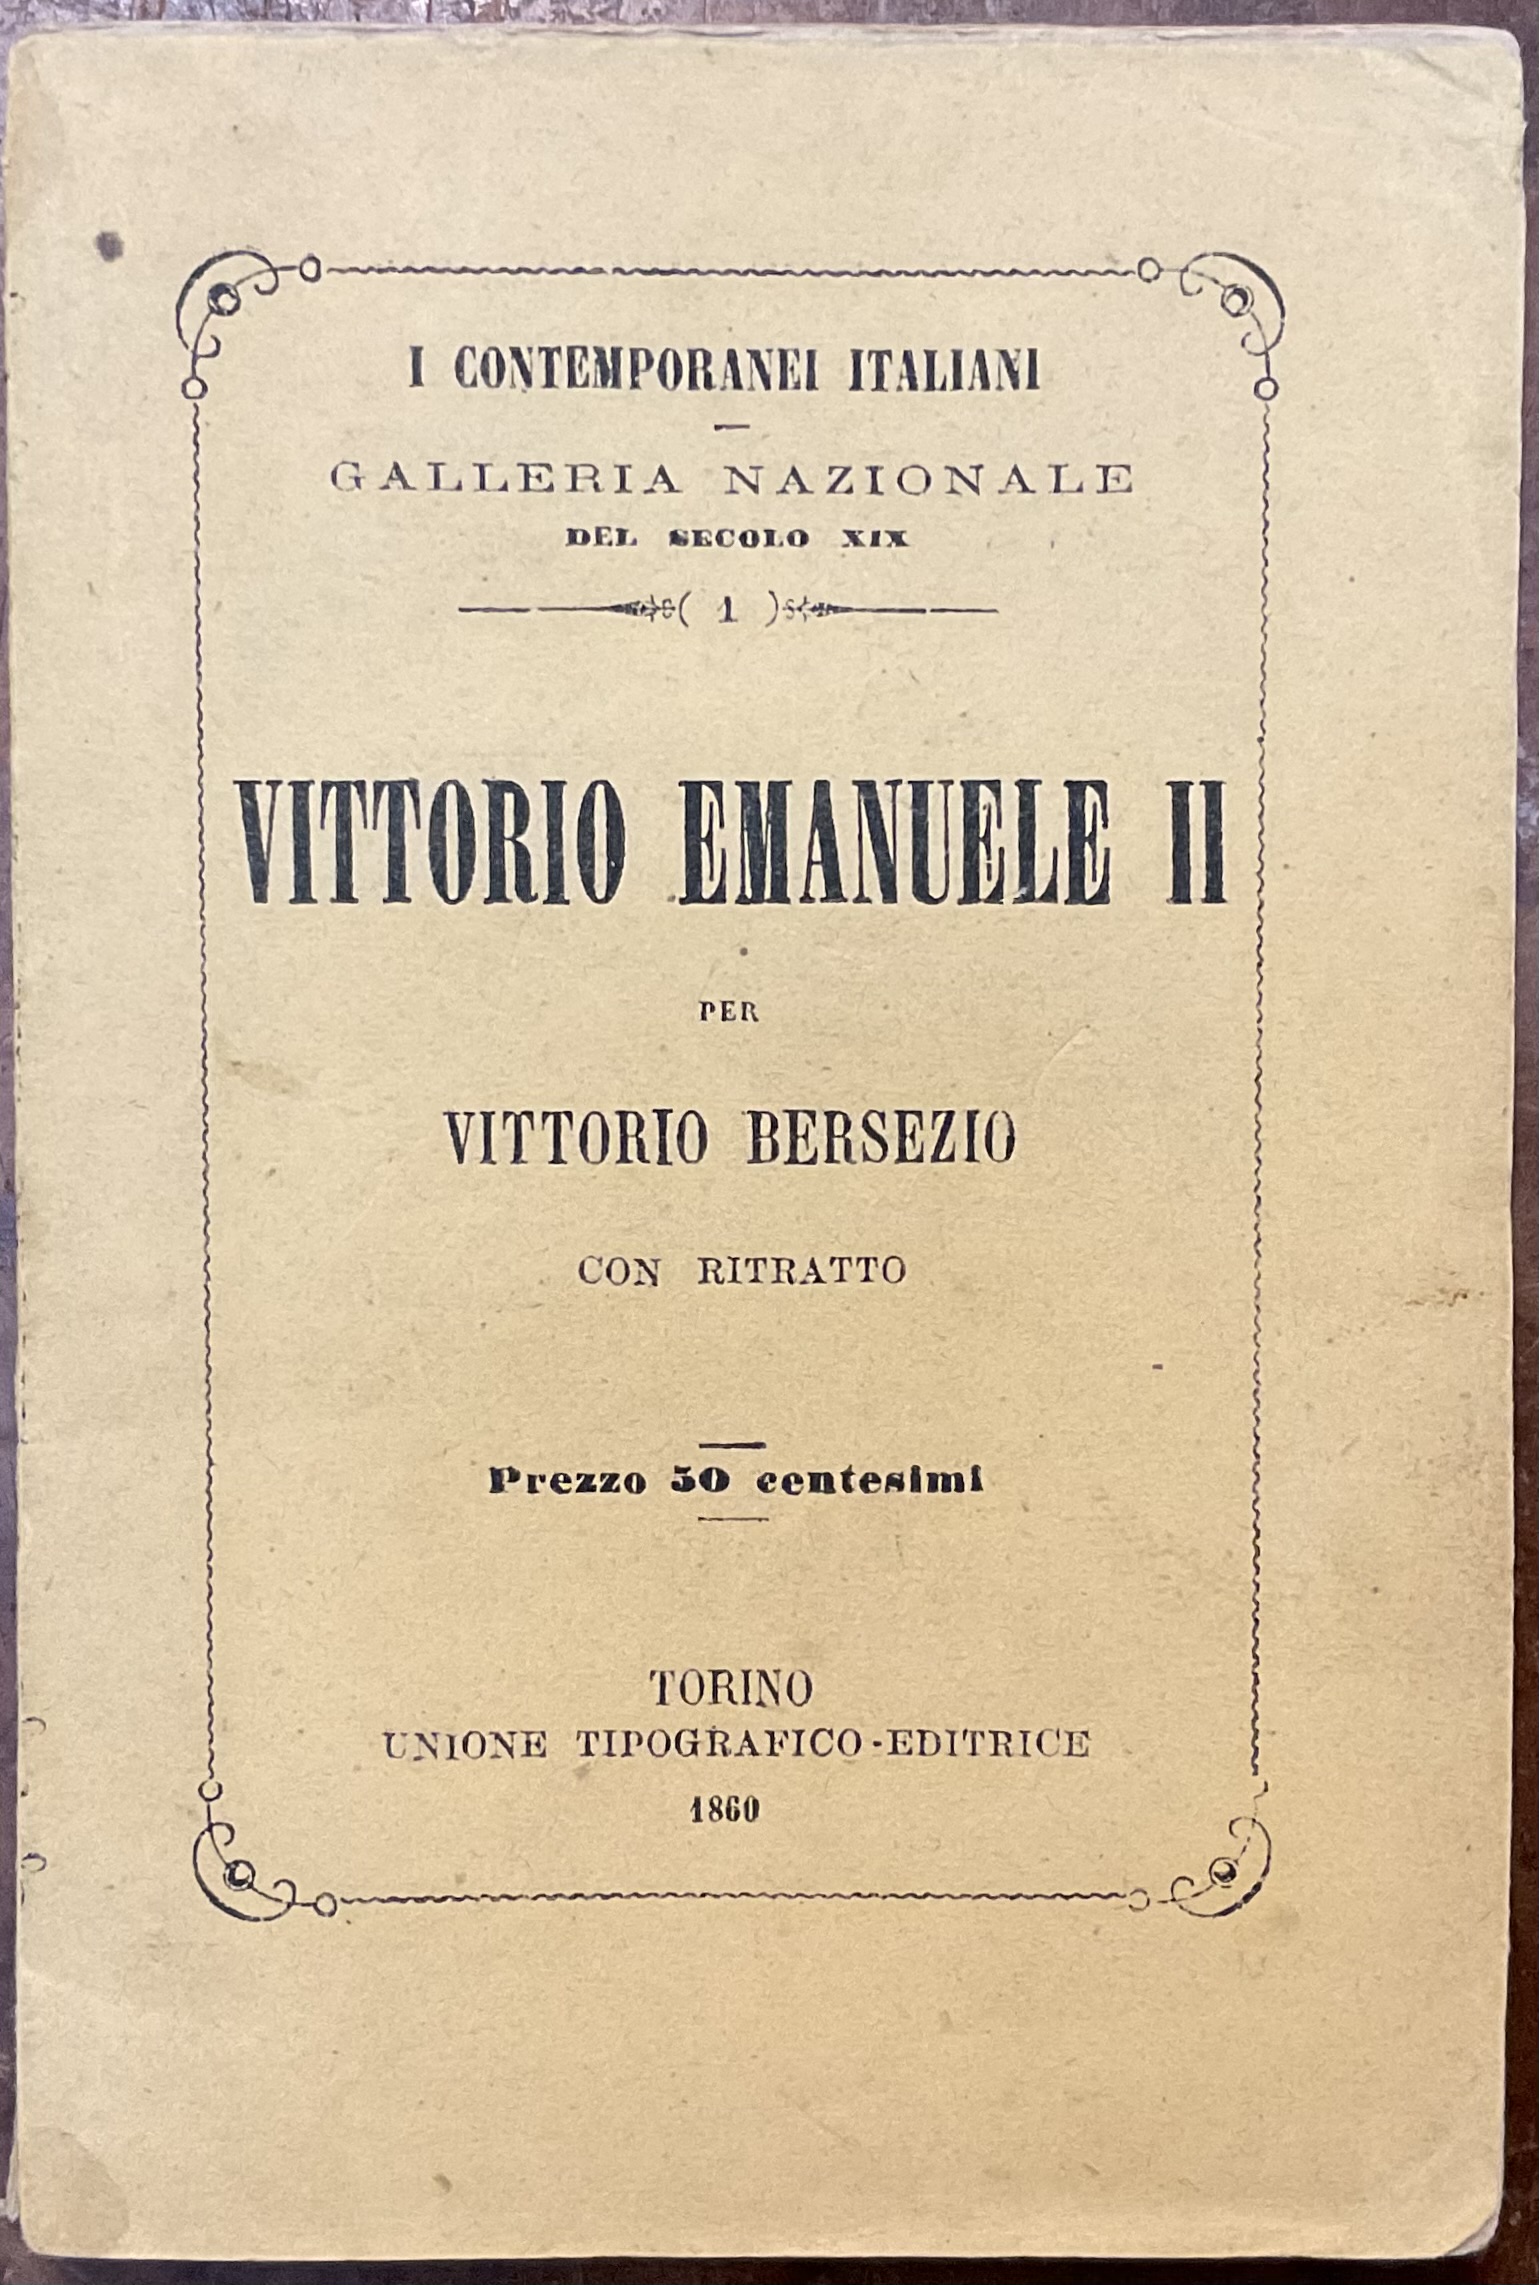 I CONTEMPORANEI ITALIANI
GALLERIA NAZIONALE
DEL SECOLO XIX
( 1 )
VITTORIO EMANUELE II
PER
VITTORIO BERSEZIO
CON RITRATTO
Prezzo 50 centesimi
TORINO
UNIONE TIPOGRAFICO-EDITRICE
1860